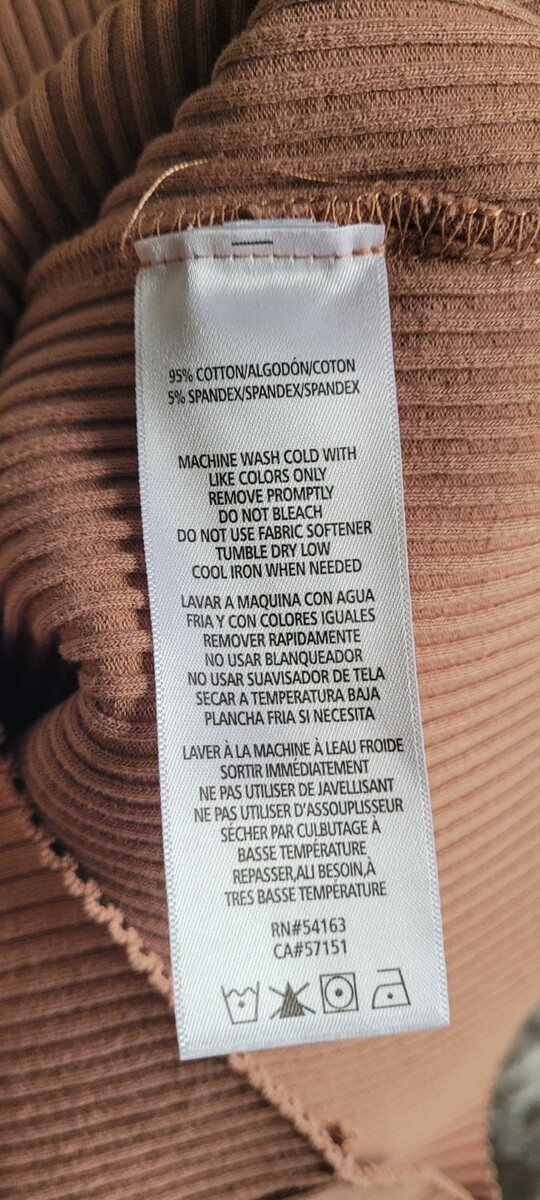 95% COTTON/ALGODÓN/COTON
5% SPANDEX/SPANDEX/SPANDEX
MACHINE WASH COLD WITH
LIKE COLORS ONLY
REMOVE PROMPTLY
DO NOT BLEACH
DO NOT USE FABRIC SOFTENER
TUMBLE DRY LOW
COOL IRON WHEN NEEDED
LAVAR A MAQUINA CON AGUA
FRIA Y CON COLORES IGUALES
REMOVER RAPIDAMENTE
NO USAR BLANQUEADOR
NO USAR SUAVISADOR DE TELA
SECAR A TEMPERATURA BAJA
PLANCHA FRIA SI NECESITA
LAVER À LA MACHINE À LEAU FROIDE
SORTIR IMMÉDIATEMENT
NE PAS UTILISER DE JAVELLISANT
NE PAS UTILISER D'ASSOUPLISEUR
SÉCHER PAR CULBUTAGE À
BASSE TEMPÉRATURE
REPASSER,ALI BESOIN,À
TRES BASSE TEMPERATURE
RN#54163
CA#57151